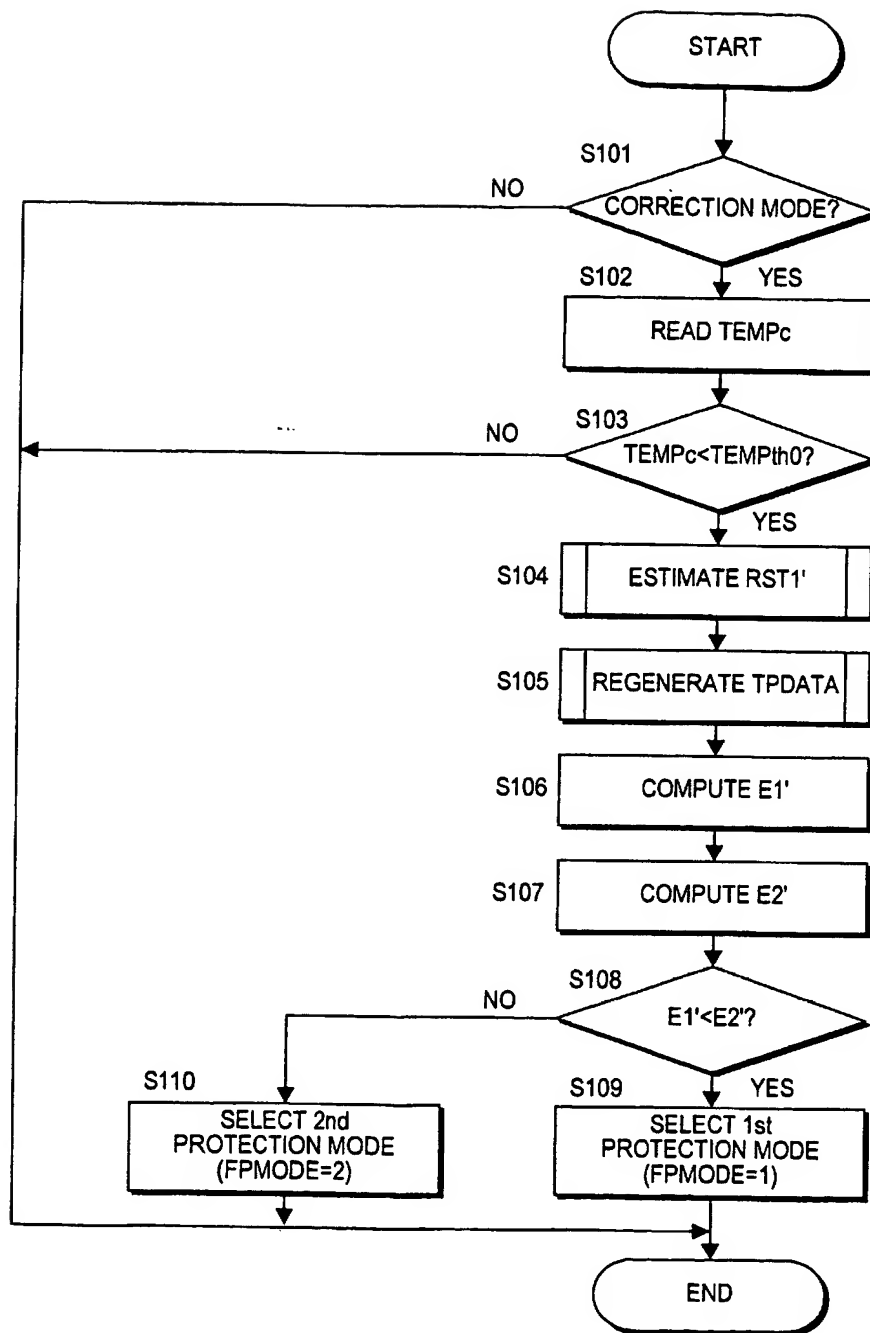 START
S101
NO
CORRECTION MODE?
S102
YES
READ TEMPc
S103
NO
TEMPc<TEMPth0?
YES
S104
ESTIMATE RST1'
S105
REGENERATE TPDATA
S106
COMPUTE E1'
S107
COMPUTE E2'
S108
NO
E1'<E2'?
S110
S109
YES
SELECT 2nd
PROTECTION MODE
(FPMODE=2)
SELECT 1st
PROTECTION MODE
(FPMODE=1)
END